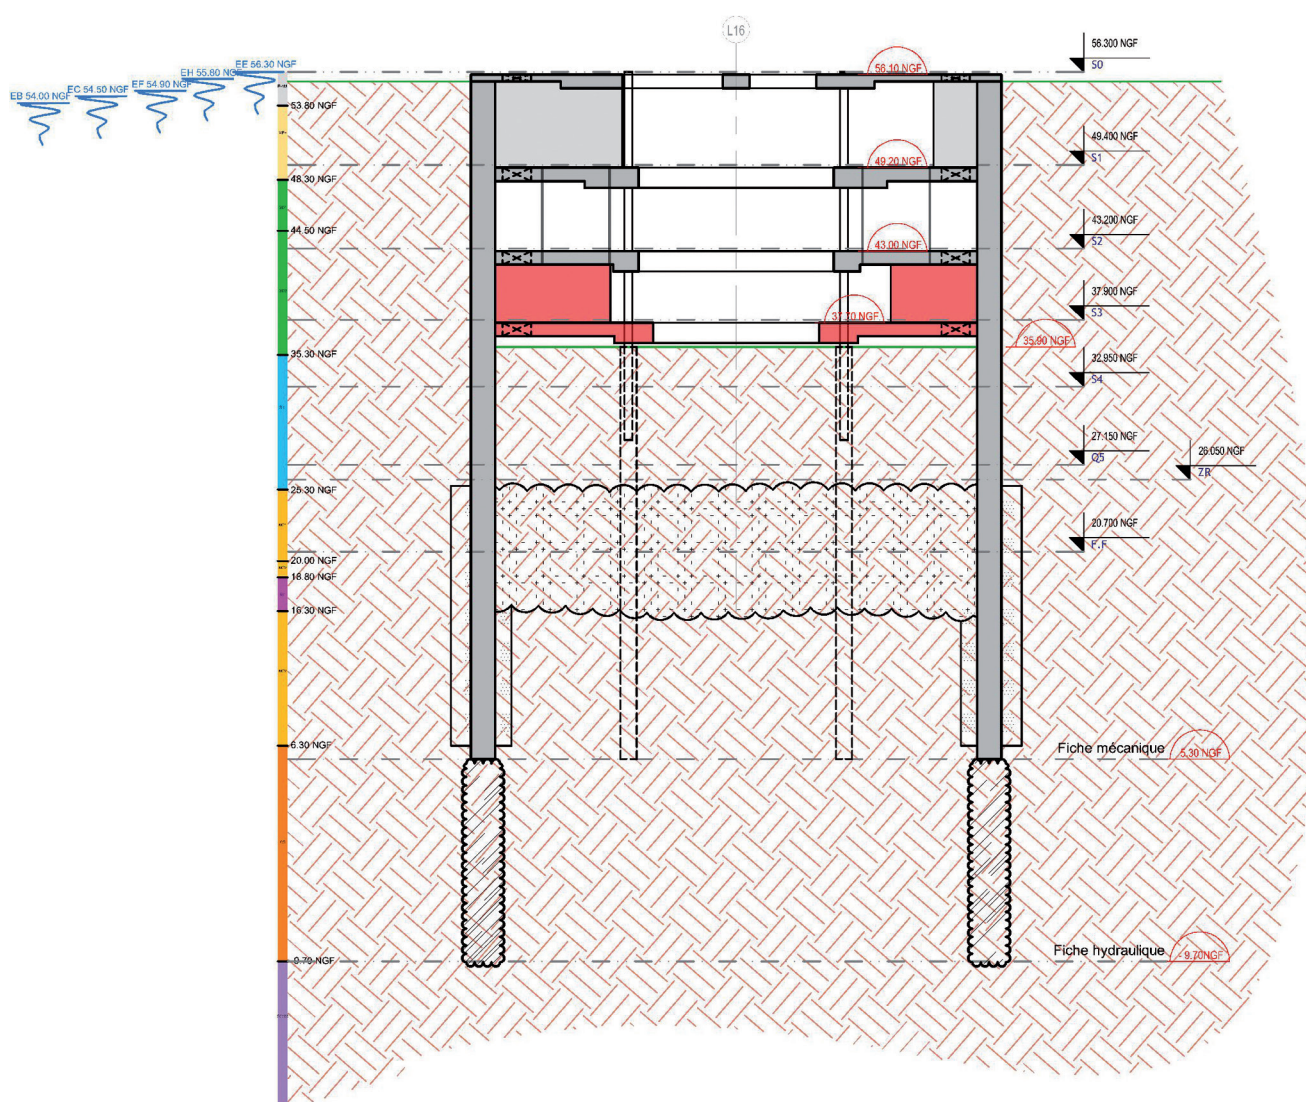 L16
EE 56.30 NGF
EH 55.80 NGF
EF 54.90 NGF
EC 54.50 NGF
EB 54.00 NGF
56.300 NGF
S0
56.10 NGF
53.80 NGF
49.400 NGF
S1
49.20 NGF
48.30 NGF
44.50 NGF
43.200 NGF
S2
43.00 NGF
37.900 NGF
S3
37.70 NGF
35.90 NGF
35.30 NGF
32.950 NGF
S4
27.150 NGF
Q5
26.050 NGF
ZR
25.30 NGF
20.700 NGF
F.F
20.00 NGF
18.80 NGF
16.30 NGF
6.30 NGF
Fiche mécanique
5.30 NGF
Fiche hydraulique
- 9.70NGF
-9.70 NGF